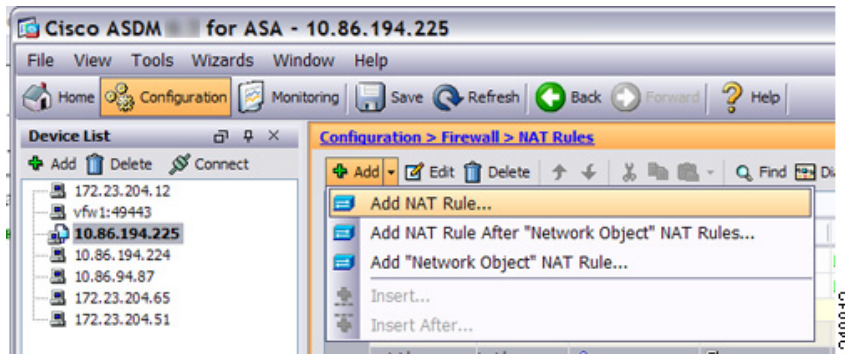 Cisco ASDM for ASA - 10.86.194.225
File View Tools Wizards Window Help
Home Configuration Monitoring Save Refresh Back Forward Help
Device List
Add Delete Connect
172.23.204.12
vfw1:49443
10.86.194.225
10.86.194.224
10.86.94.87
172.23.204.65
172.23.204.51
Configuration > Firewall > NAT Rules
Add Edit Delete Find Di
Add NAT Rule...
Add NAT Rule After "Network Object" NAT Rules...
Add "Network Object" NAT Rule...
Insert...
Insert After...